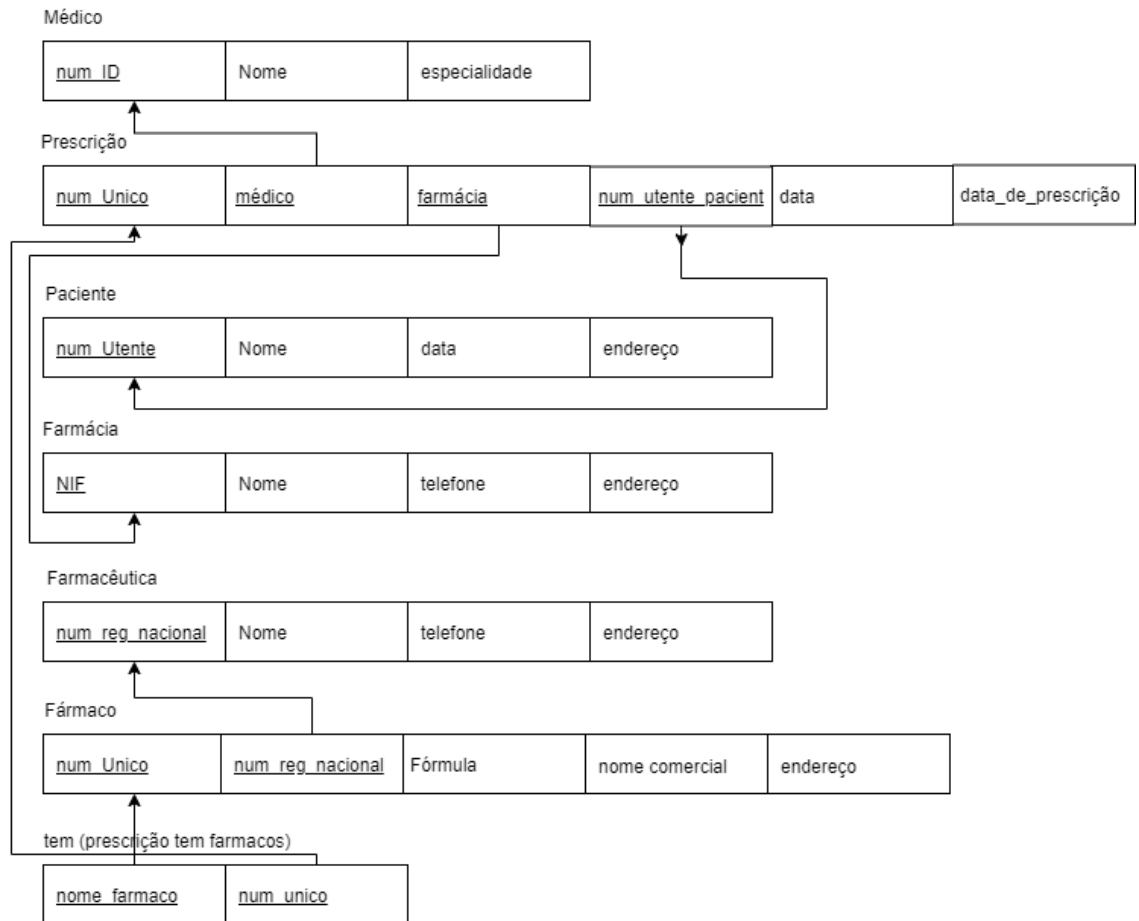 Médico
num_ID Nome especialidade
Prescrição
num_Unico médico farmácia num_utente_pacient data data_de_prescrição
Paciente
num_Utente Nome data endereço
Farmácia
NIF Nome telefone endereço
Farmacêutica
num_reg_nacional Nome telefone endereço
Fármaco
num_Unico num_reg_nacional Fórmula nome comercial endereço
tem (prescrição tem farmacos)
nome_farmaco num_unico